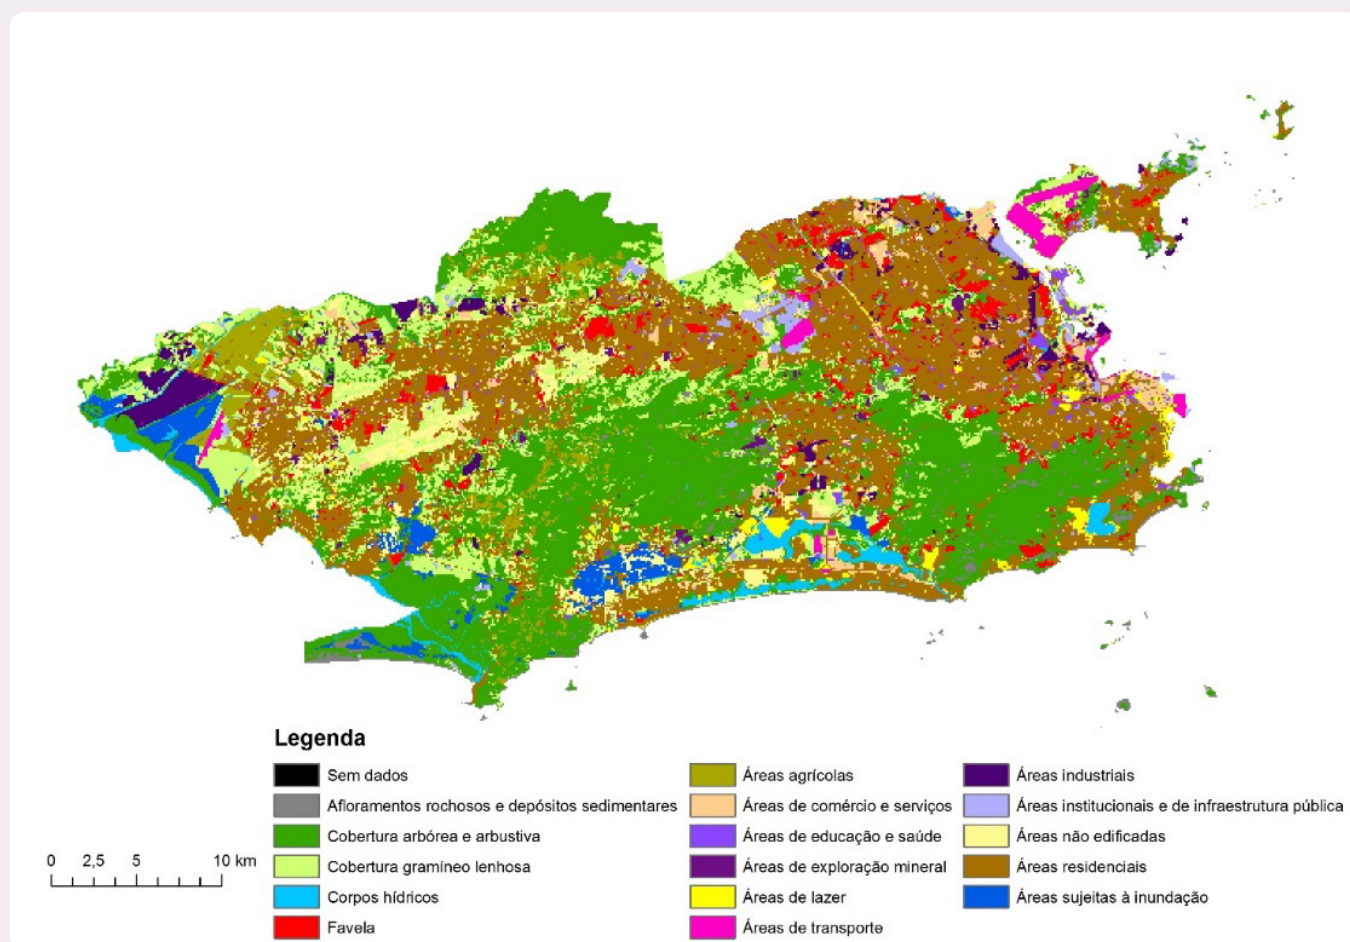 Legenda
Sem dados
Afloramentos rochosos e depósitos sedimentares
Cobertura arbórea e arbustiva
Cobertura gramíneo lenhosa
Corpos hídricos
Favela
Áreas agrícolas
Áreas de comércio e serviços
Áreas de educação e saúde
Áreas de exploração mineral
Áreas de lazer
Áreas de transporte
Áreas industriais
Áreas institucionais e de infraestrutura pública
Áreas não edificadas
Áreas residenciais
Áreas sujeitas à inundação
0 2,5 5 10 km